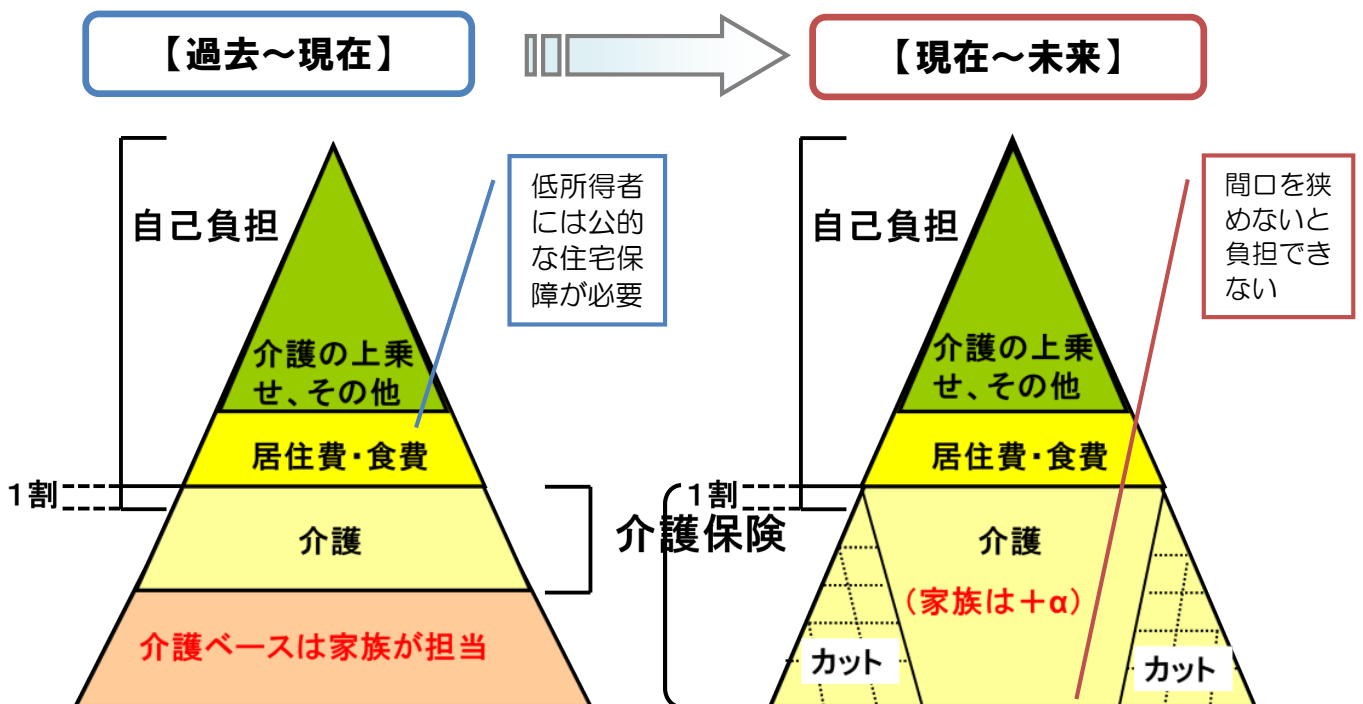 【過去～現在】
【現在～未来】
自己負担
低所得者
には公的
な住宅保
障が必要
介護の上乗
せ、その他
居住費・食費
1割
介護
介護ベースは家族が担当
介護保険
自己負担
間口を狭
めないと
負担でき
ない
介護の上乗
せ、その他
居住費・食費
1割
介護
(家族は＋α)
カット
カット